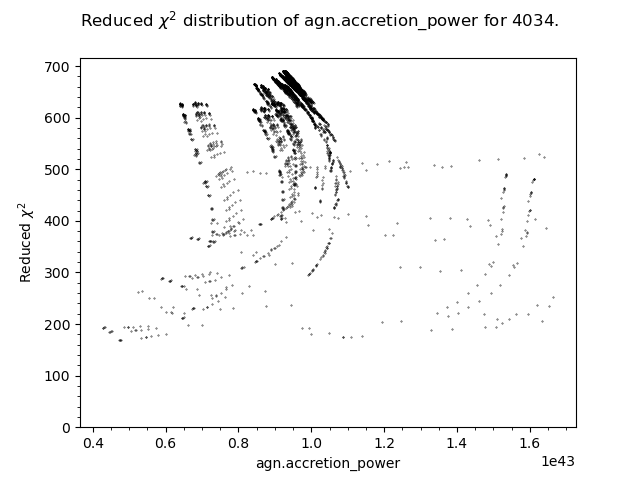 Reduced χ² distribution of agn.accretion_power for 4034.
Reduced χ²
700
600
500
400
300
200
100
0
0.4 0.6 0.8 1.0 1.2 1.4 1.6
1e43
agn.accretion_power